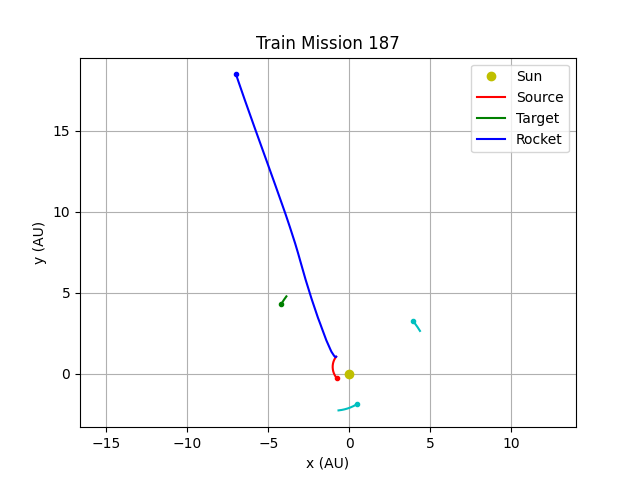 Train Mission 187
Sun
Source
Target
Rocket
15
10
5
0
y (AU)
−15
−10
−5
0
5
10
x (AU)